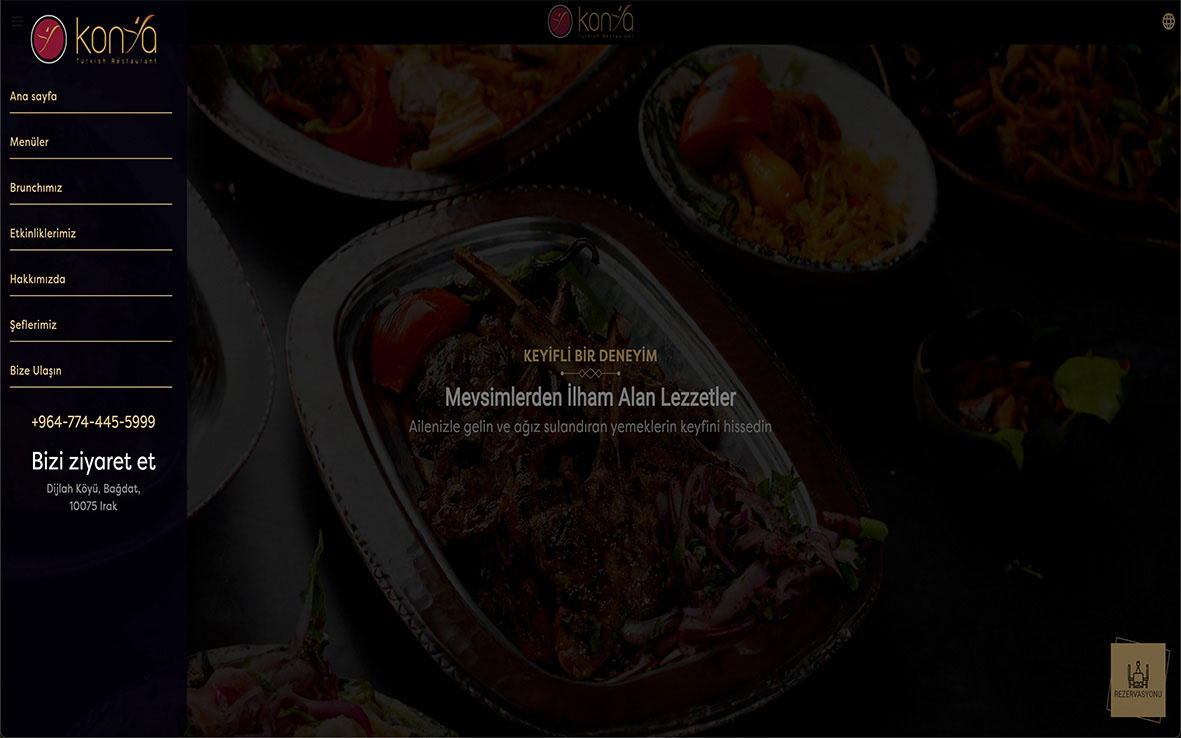 konya
Turkish Restaurant
Ana sayfa
Menüler
Brunchımız
Etkinliklerimiz
Hakkımızda
Şeflerimiz
Bize Ulaşın
+964-774-445-5999
Bizi ziyaret et
Dijlah Köyü, Bağdat,
10075 Irak
konya
Turkish Restaurant
KEYİFLİ BİR DENEYİM
Mevsimlerden İlham Alan Lezzetler
Ailenizle gelin ve ağız sulandıran yemeklerin keyfini hissedin
REZERVASYONU